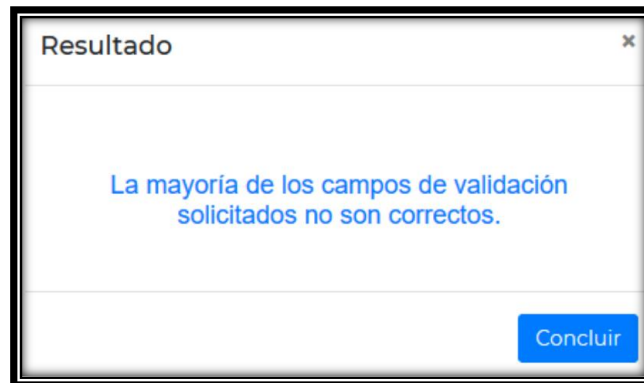 Resultado
×
La mayoría de los campos de validación
solicitados no son correctos.
Concluir